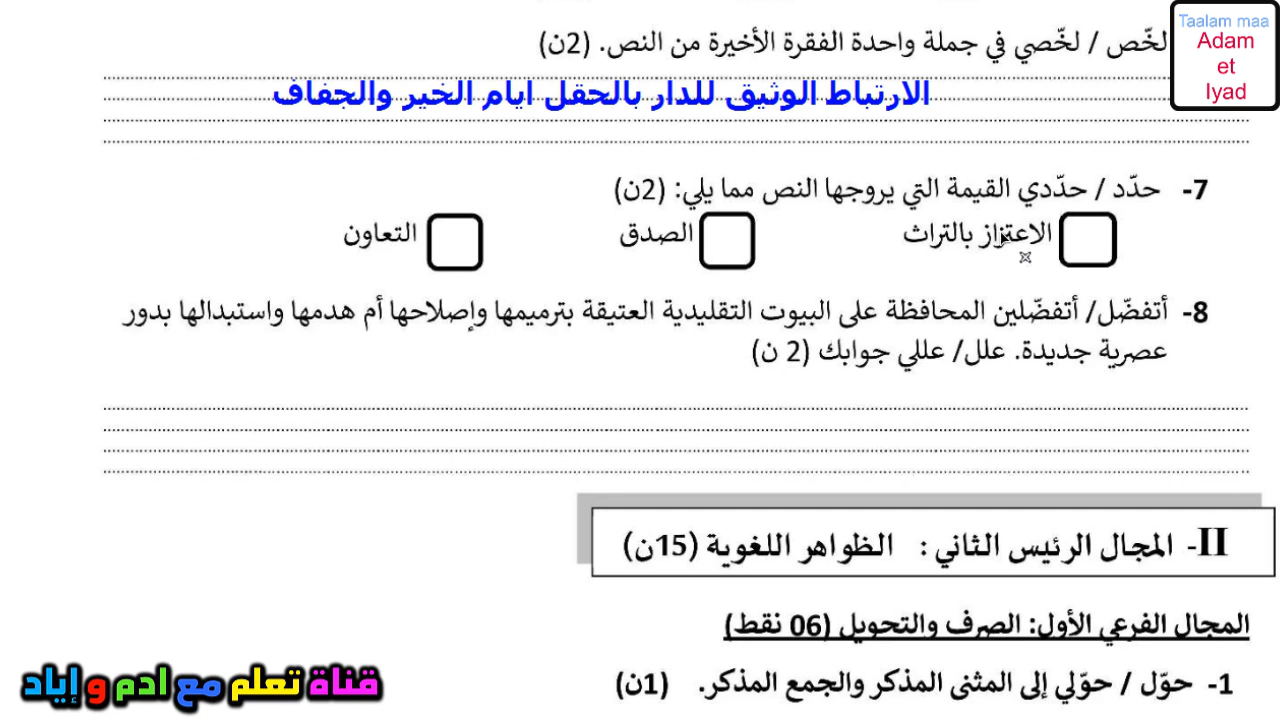 Taalam maa
Adam
et
Iyad
لخّص / لخّصي في جملة واحدة الفقرة الأخيرة من النص. (2ن)
الارتباط الوثيق للدار بالحقل ايام الخير والجفاف
7- حدّد / حدّدي القيمة التي يروجها النص مما يلي: (2ن)
الاعتزاز بالتراث الصدق التعاون
8- أتفضّل/ أتفضّلين المحافظة على البيوت التقليدية العتيقة بترميمها وإصلاحها أم هدمها واستبدالها بدور
عصرية جديدة. علل/ عللي جوابك (2 ن)
II- المجال الرئيس الثاني : الظواهر اللغوية (15ن)
المجال الفرعي الأول: الصرف والتحويل (06 نقط)
1- حوّل / حوّلي إلى المثنى المذكر والجمع المذكر. (1ن)
قناة تعلم مع ادم و إياد